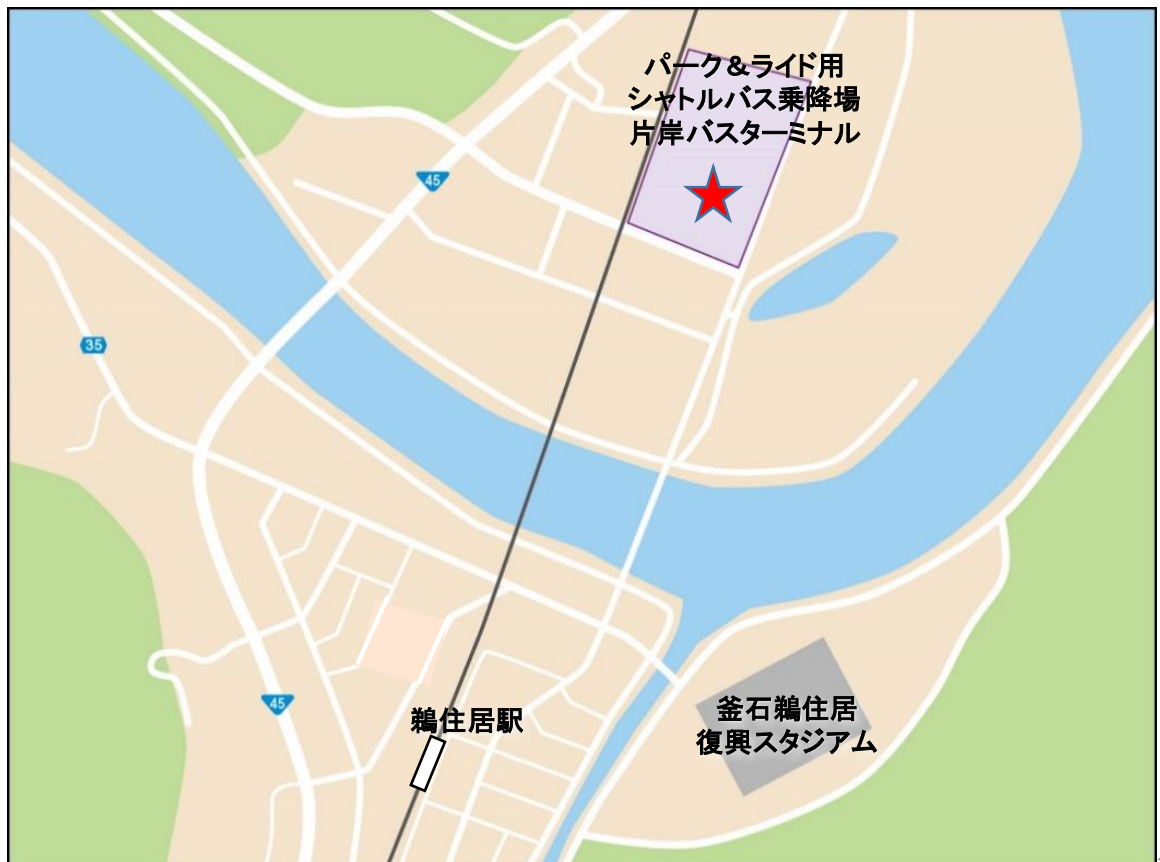 パーク&ライド用
シャトルバス乗降場
片岸バスターミナル
45
35
45
鵜住居駅
釜石鵜住居
復興スタジアム